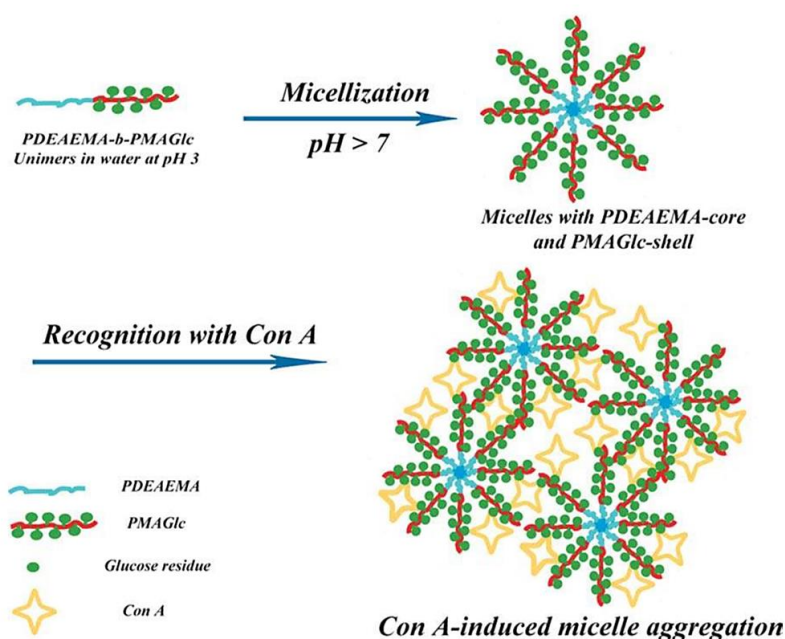 Micellization
pH > 7
PDEAEMA-b-PMAGlc
Unimers in water at pH 3
Micelles with PDEAEMA-core
and PMAGlc-shell
Recognition with Con A
PDEAEMA
PMAGlc
Glucose residue
Con A
Con A-induced micelle aggregation